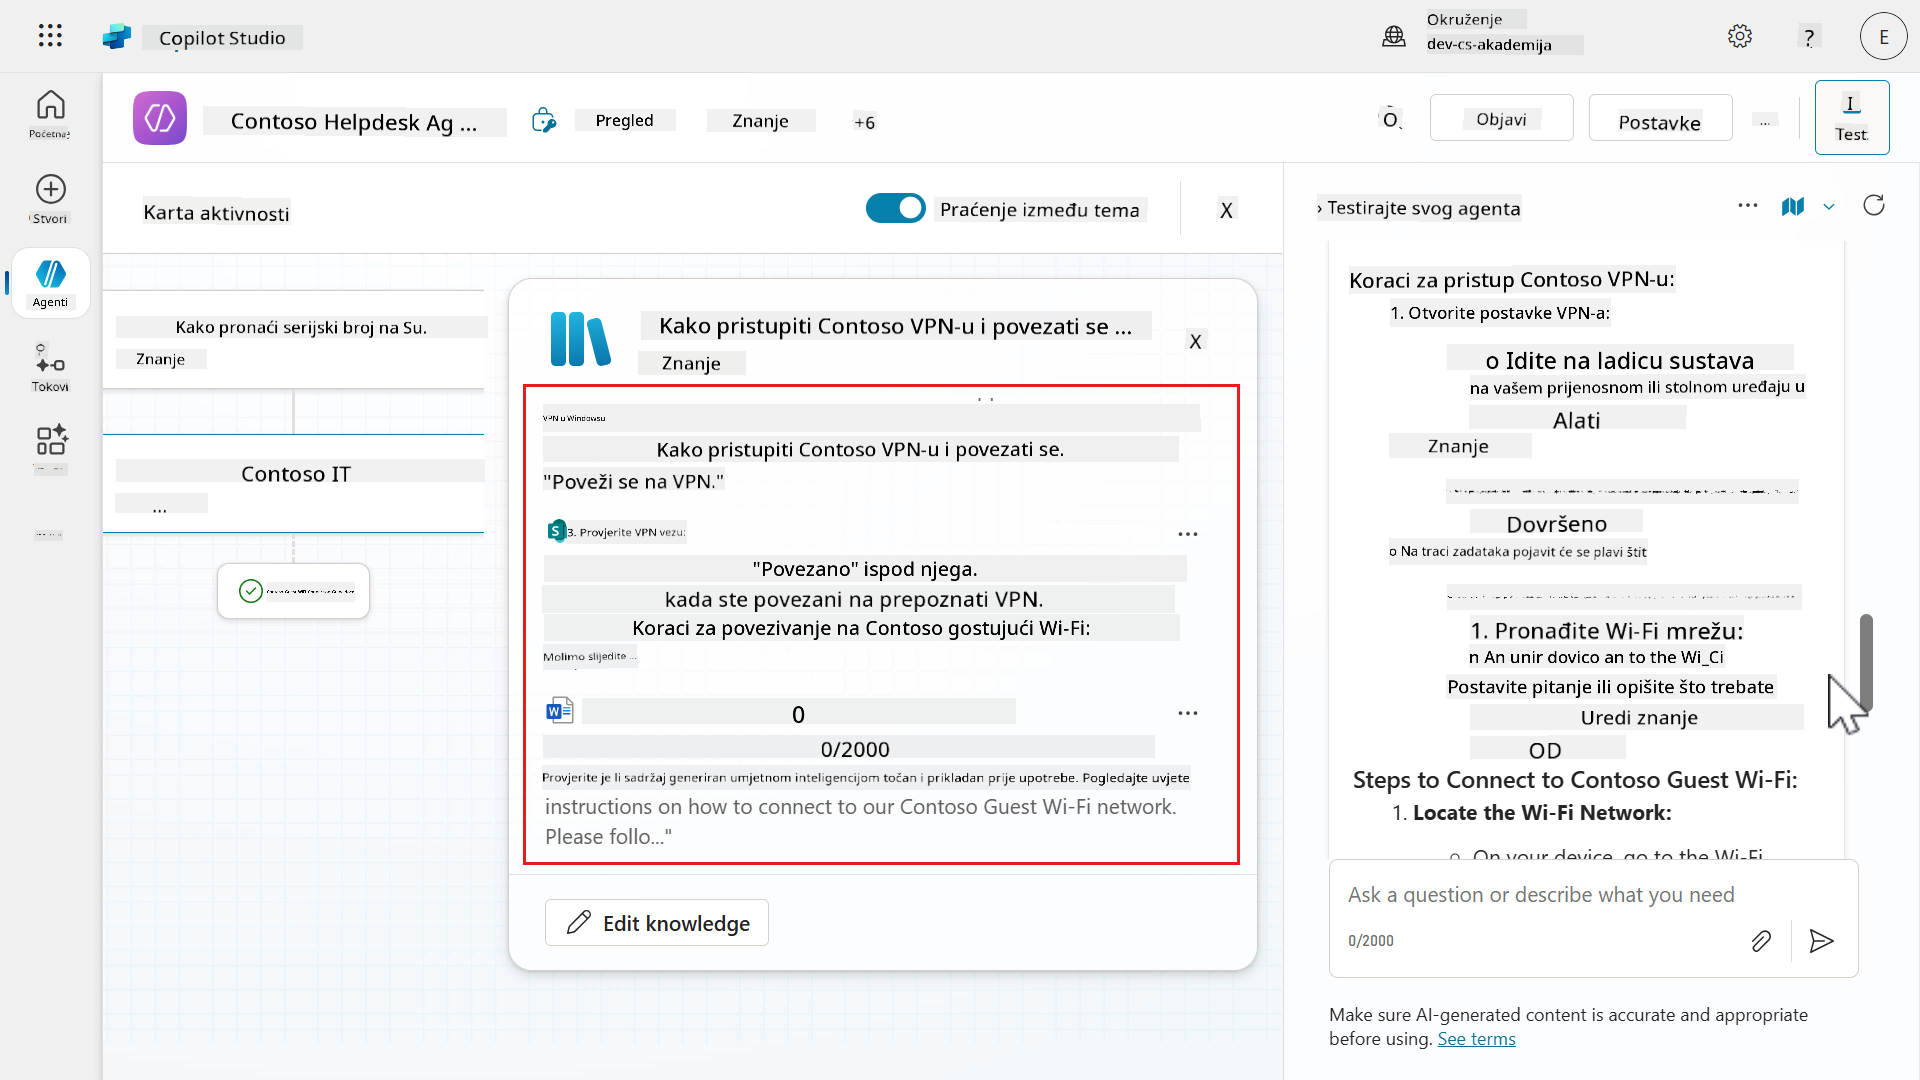 Copilot Studio
Okruženje
dev-cs-akademija
?
E
Početnaj
Stvori
Agenti
Tokovi
Contoso Helpdesk Ag ...
Pregled
Znanje
+6
Objavi
Postavke
...
Test
Karta aktivnosti
Praćenje između tema
X
Kako pronaći serijski broj na Su.
Znanje
Contoso IT
...
Kako pristupiti Contoso VPN-u i povezati se ...
Znanje
X
VPN u Windowsu
Kako pristupiti Contoso VPN-u i povezati se.
"Poveži se na VPN."
3. Provjerite VPN vezu:
"Povezano" ispod njega.
kada ste povezani na prepoznati VPN.
Koraci za povezivanje na Contoso gostujući Wi-Fi:
Molimo slijedite ...
0
0/2000
Provjerite je li sadržaj generiran umjetnom inteligencijom točan i prikladan prije upotrebe. Pogledajte uvjete
instructions on how to connect to our Contoso Guest Wi-Fi network.
Please follo..."
Edit knowledge
› Testirajte svog agenta
Koraci za pristup Contoso VPN-u:
1. Otvorite postavke VPN-a:
o Idite na ladicu sustava
na vašem prijenosnom ili stolnom uređaju u
Alati
Znanje
Dovršeno
o Na traci zadataka pojavit će se plavi štit
1. Pronađite Wi-Fi mrežu:
n An unir dovico an to the Wi_Ci
Postavite pitanje ili opišite što trebate
Uredi znanje
OD
Steps to Connect to Contoso Guest Wi-Fi:
1. Locate the Wi-Fi Network:
On your device, go to the Wi-Fi
Ask a question or describe what you need
0/2000
Make sure AI-generated content is accurate and appropriate
before using. See terms